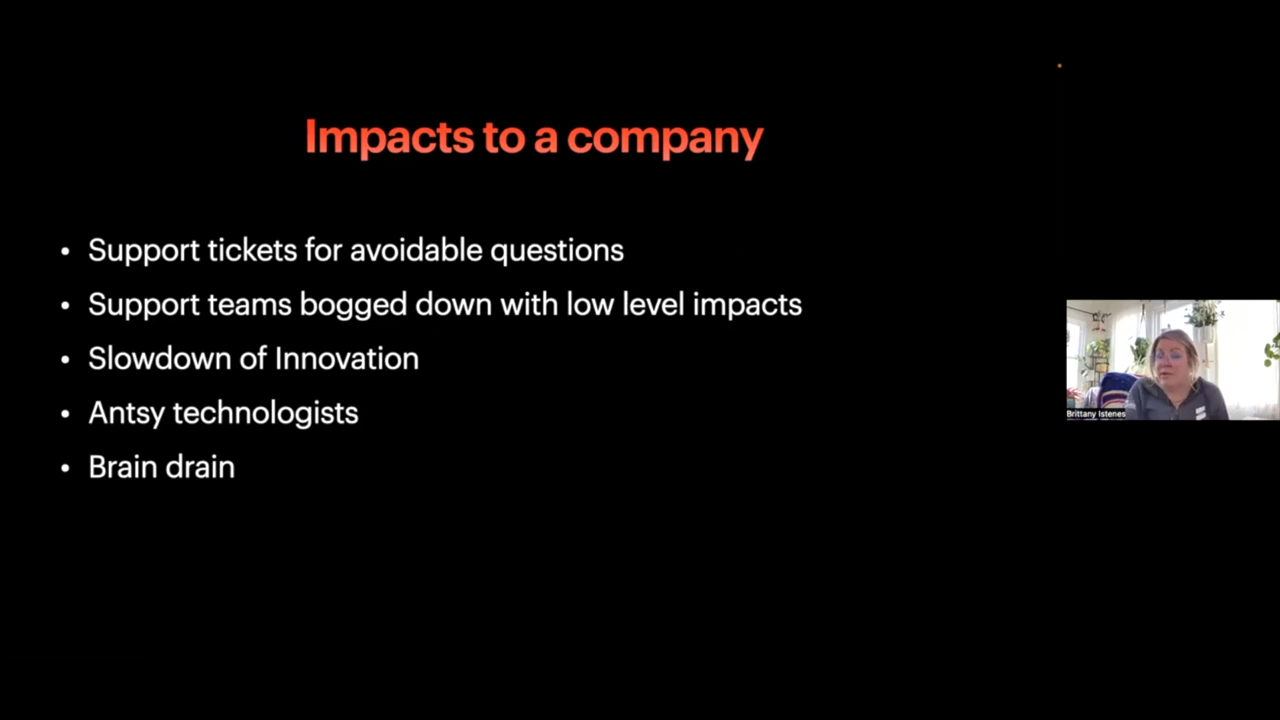 Impacts to a company
• Support tickets for avoidable questions
• Support teams bogged down with low level impacts
• Slowdown of Innovation
• Antsy technologists
• Brain drain
Brittany Istenes